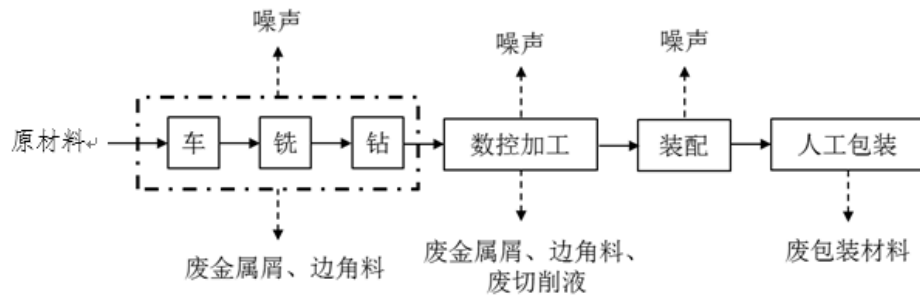 噪声
噪声
噪声
原材料
车
铣
钻
数控加工
装配
人工包装
废金属屑、边角料
废金属屑、边角料、
废切削液
废包装材料